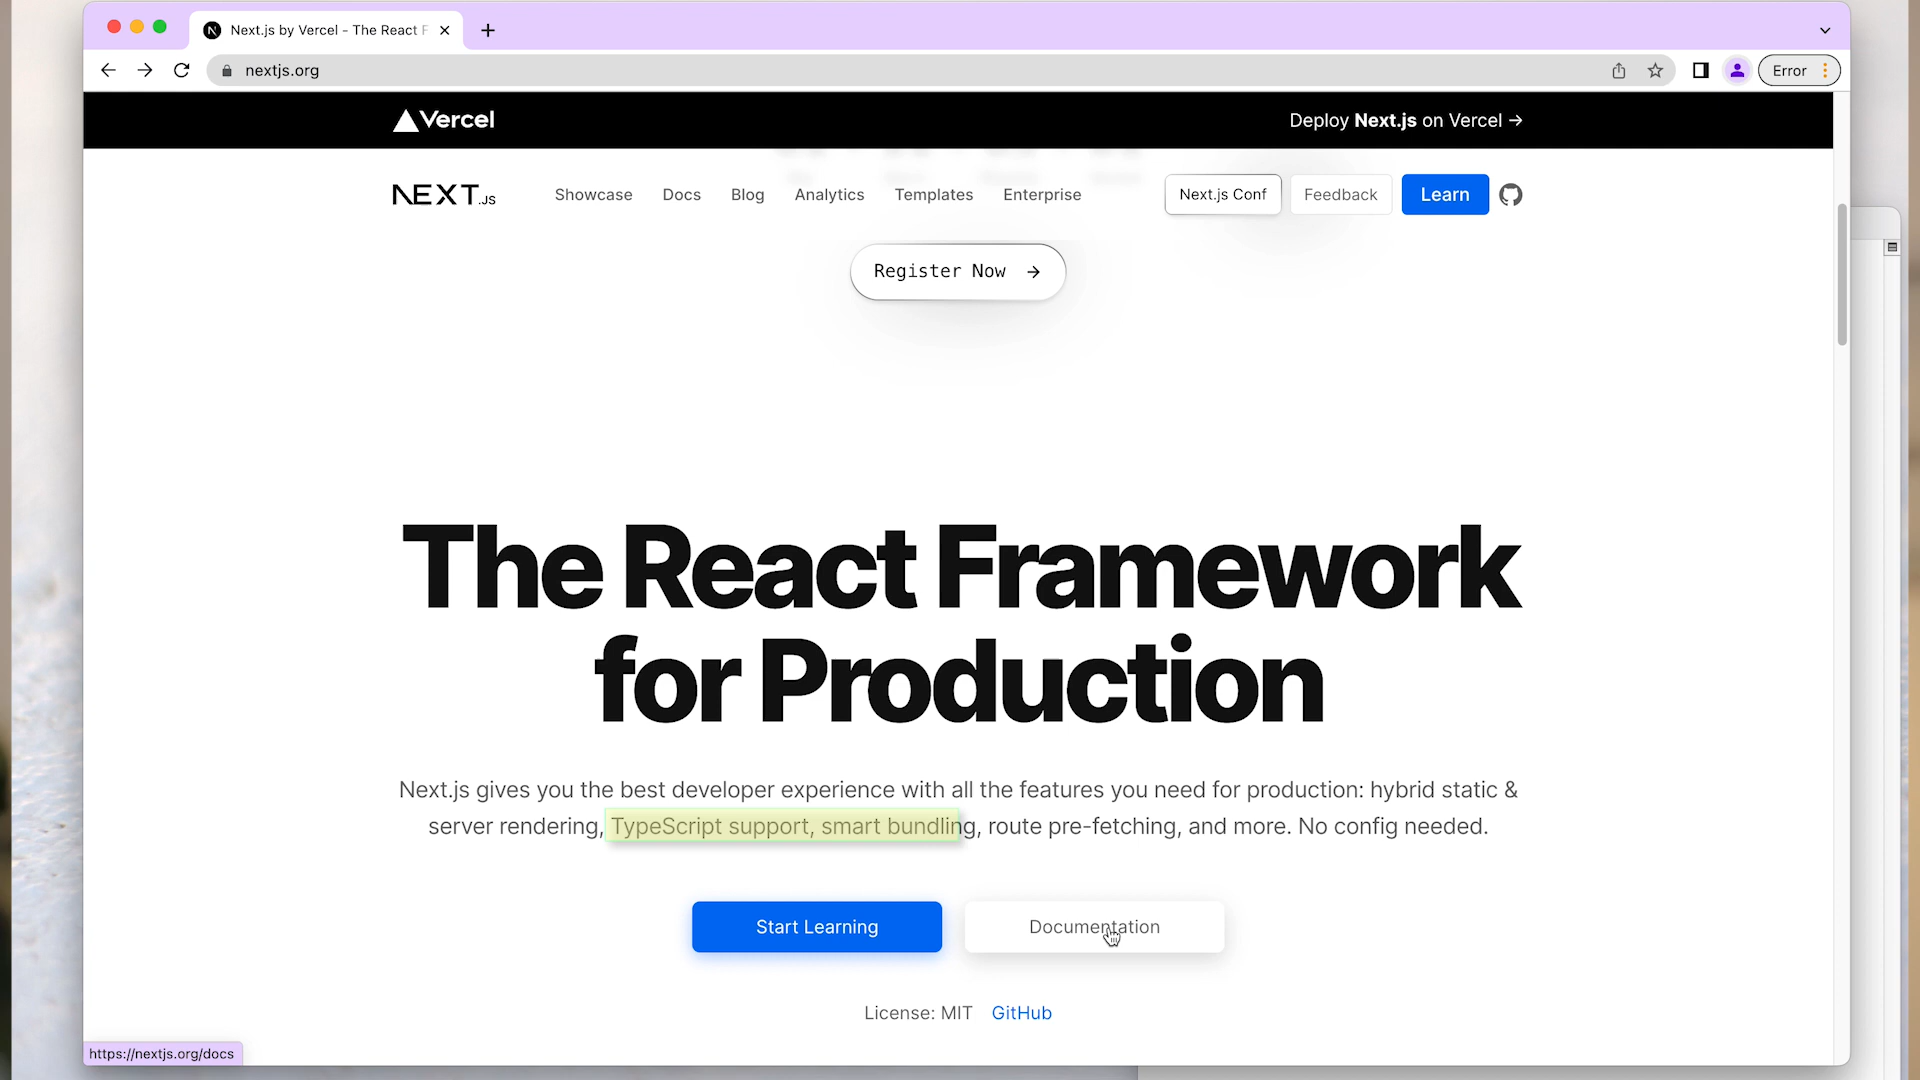 Next.js by Vercel - The React F
nextjs.org
Error
Vercel
Deploy Next.js on Vercel →
NEXT.JS
Showcase
Docs
Blog
Analytics
Templates
Enterprise
Next.js Conf
Feedback
Learn
Register Now →
The React Framework
for Production
Next.js gives you the best developer experience with all the features you need for production: hybrid static &
server rendering, TypeScript support, smart bundling, route pre-fetching, and more. No config needed.
Start Learning
Documentation
License: MIT GitHub
https://nextjs.org/docs